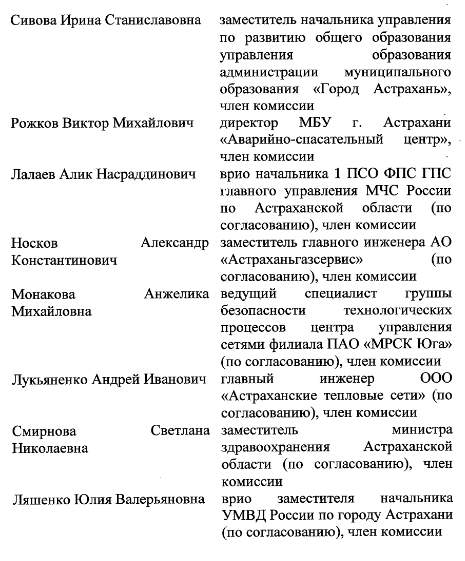 Сивова Ирина Станиславовна заместитель начальника управления
по развитию общего образования
управления образования
администрации муниципального
образования «Город Астрахань»,
член комиссии
Рожков Виктор Михайлович директор МБУ г. Астрахани
«Аварийно-спасательный центр»,
член комиссии
Лалаев Алик Насраддинович врио начальника 1 ПСО ФПС ГПС
главного управления МЧС России
по Астраханской области (по
согласованию), член комиссии
Носков Александр заместитель главного инженера АО
Константинович «Астраханьгазсервис» (по
согласованию), член комиссии
Монакова Анжелика ведущий специалист группы
Михайловна безопасности технологических
процессов центра управления
сетями филиала ПАО «МРСК Юга»
(по согласованию), член комиссии
Лукьяненко Андрей Иванович главный инженер ООО
«Астраханские тепловые сети» (по
согласованию), член комиссии
Смирнова Светлана заместитель министра
Николаевна здравоохранения Астраханской
области (по согласованию), член
комиссии
Ляшенко Юлия Валерьяновна врио заместителя начальника
УМВД России по городу Астрахани
(по согласованию), член комиссии